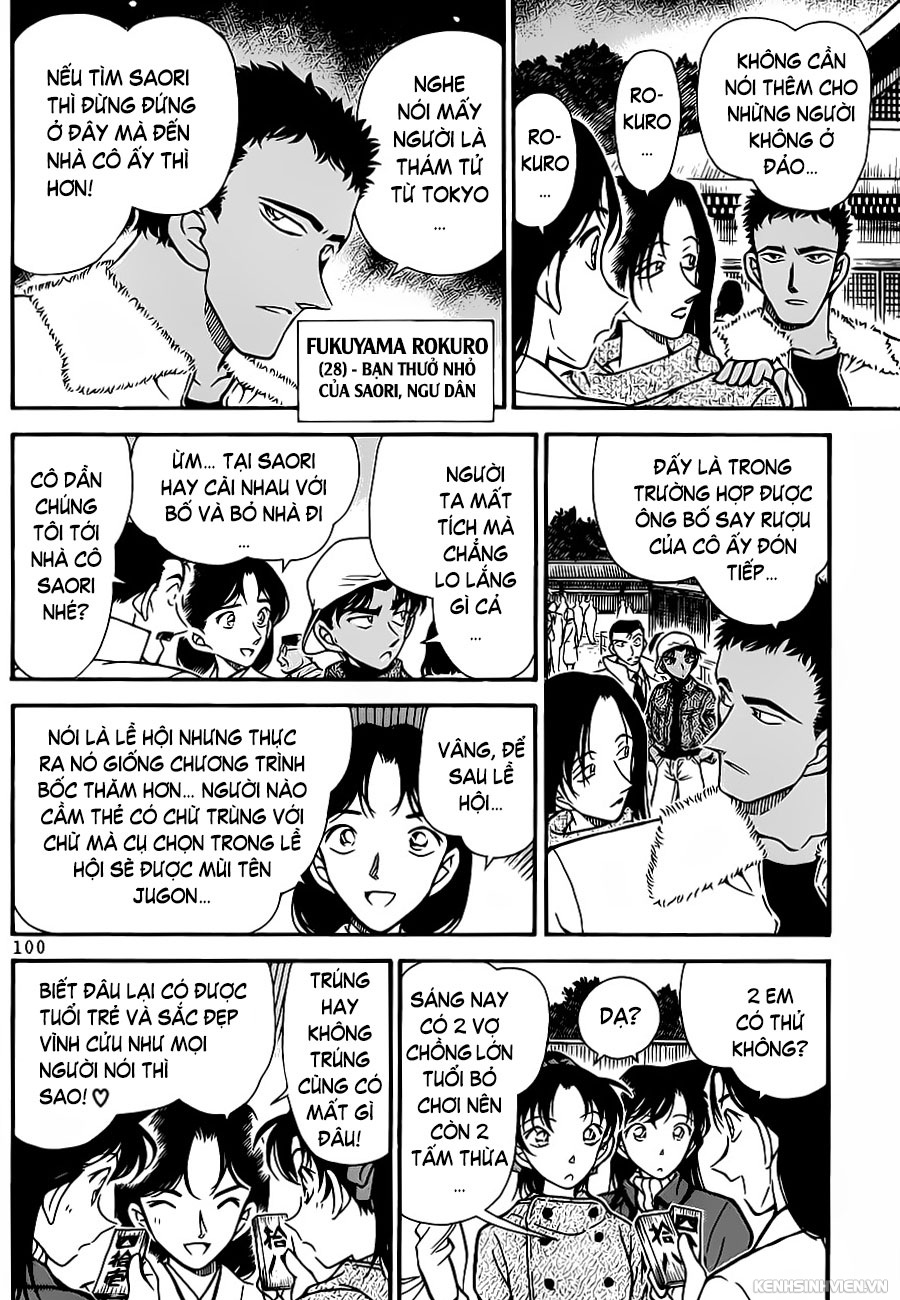 KHÔNG CẦN
NÓI THÊM CHO
NHỮNG NGƯỜI
KHÔNG Ở
ĐẢO...
RO-
KURO
...
RO-
KURO
...
NGHE
NÓI MẤY
NGƯỜI LÀ
THÁM TỬ
TỪ TOKYO
...
NẾU TÌM SAORI
THÌ ĐỪNG ĐỨNG
Ở ĐÂY MÀ ĐẾN
NHÀ CÔ ẤY THÌ
HƠN!
FUKUYAMA ROKURO
(28) - BẠN THUỞ NHỎ
CỦA SAORI, NGƯ DÂN
ĐẤY LÀ TRONG
TRƯỜNG HỢP ĐƯỢC
ÔNG BỐ SAY RƯỢU
CỦA CÔ ẤY ĐÓN
TIẾP...
NGƯỜI
TA MẤT
TÍCH MÀ
CHẲNG
LO LẮNG
GÌ CẢ
...
ỪM... TẠI SAORI
HAY CÃI NHAU VỚI
BỐ VÀ BỎ NHÀ ĐI
...
CÔ DẪN
CHÚNG
TÔI TỚI
NHÀ CÔ
SAORI
NHÉ?
VÂNG, ĐỂ
SAU LỄ
HỘI...
NÓI LÀ LỄ HỘI NHƯNG THỰC
RA NÓ GIỐNG CHƯƠNG TRÌNH
BỐC THĂM HƠN... NGƯỜI NÀO
CẦM THẺ CÓ CHỮ TRÙNG VỚI
CHỮ MÀ CỤ CHỌN TRONG LỄ
HỘI SẼ ĐƯỢC MŨI TÊN
JUGON...
100
2 EM
CÓ THỬ
KHÔNG?
DẠ?
SÁNG NAY
CÓ 2 VỢ
CHỒNG LỚN
TUỔI BỎ
CHƠI NÊN
CÒN 2
TẤM THỪA
...
TRÚNG
HAY
KHÔNG
TRÚNG
CŨNG CÓ
MẤT GÌ
ĐÂU!
BIẾT ĐÂU LẠI CÓ ĐƯỢC
TUỔI TRẺ VÀ SẮC ĐẸP
VĨNH CỬU NHƯ MỌI
NGƯỜI NÓI THÌ
SAO! ♡
KENHSINHVIEN.VN